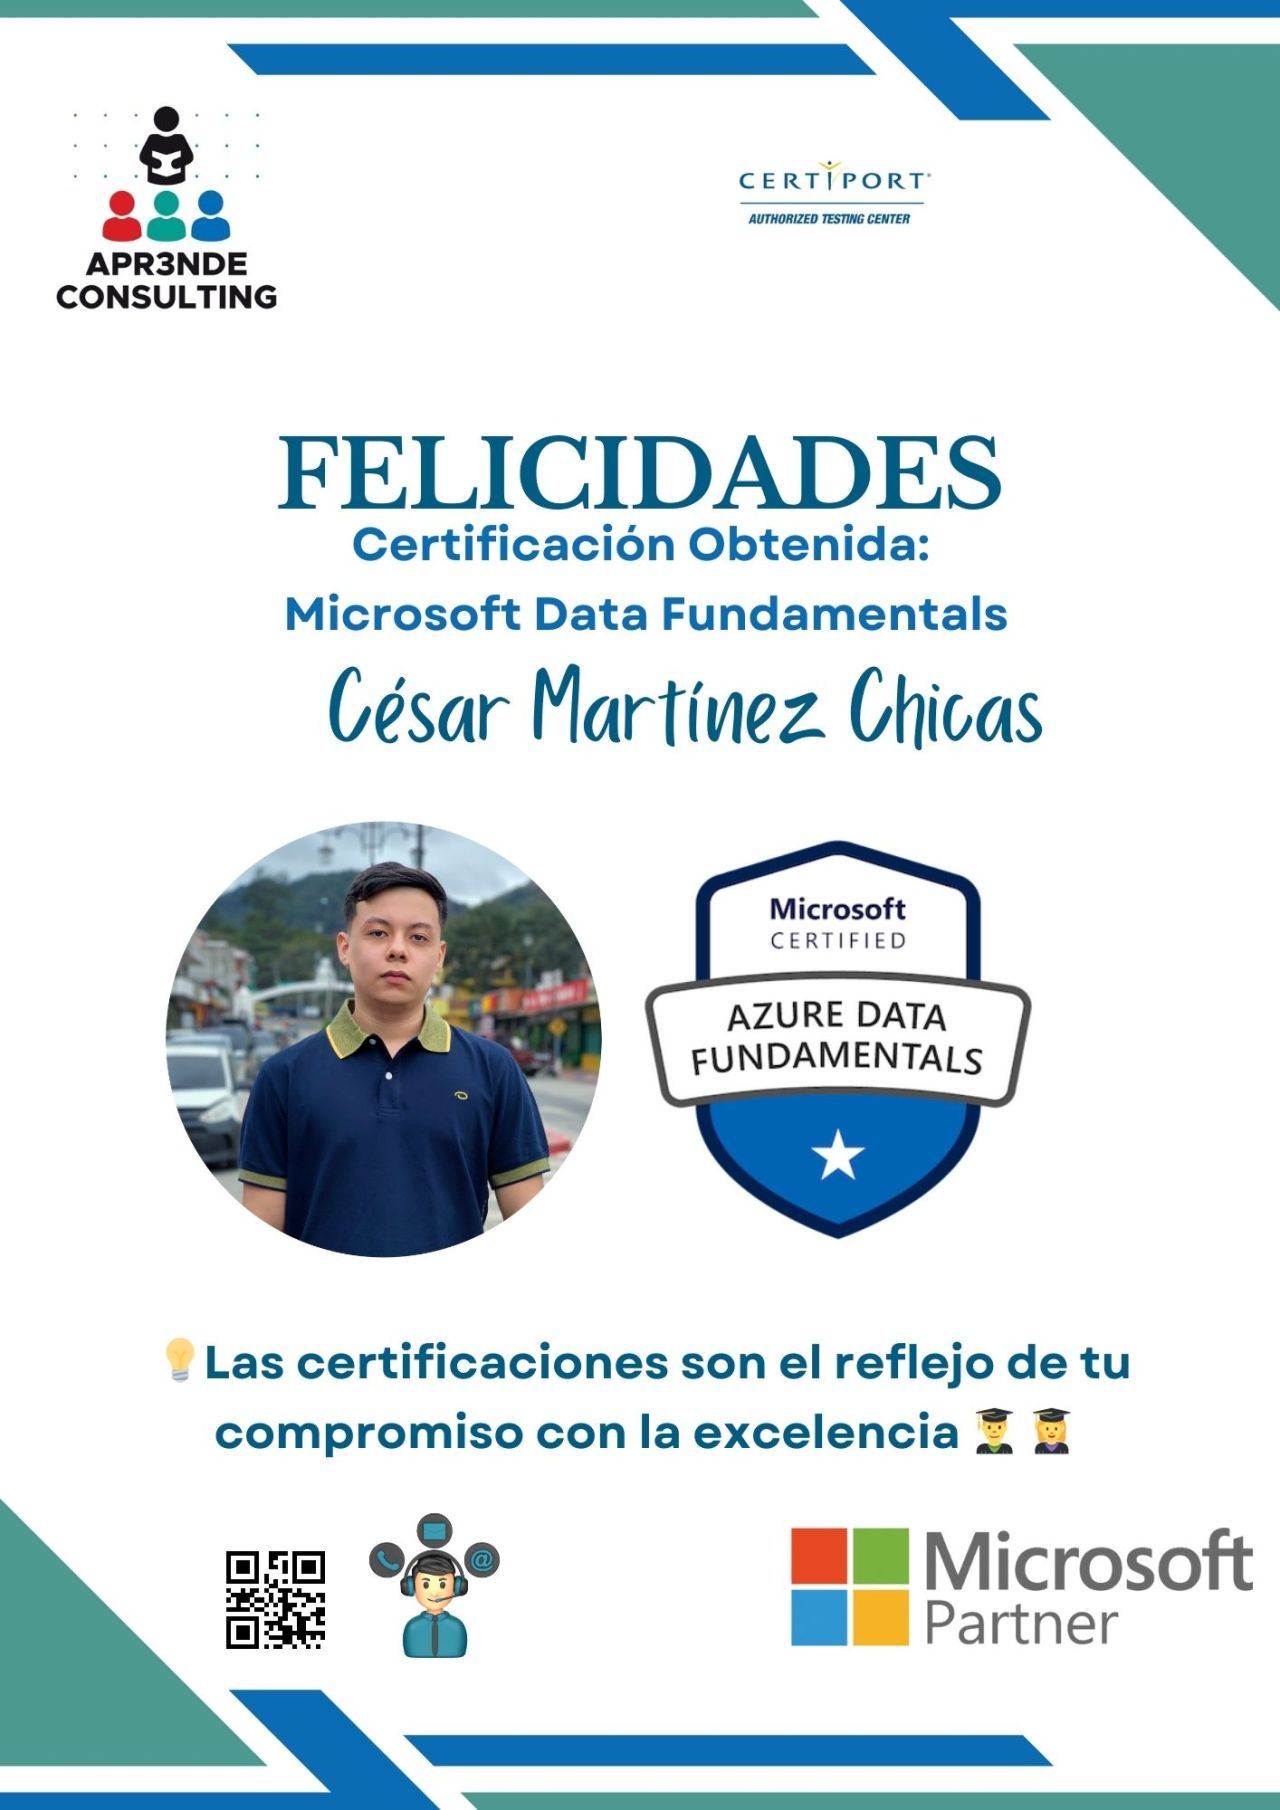 APR3NDE
CONSULTING
CERTIPORT
AUTHORIZED TESTING CENTER
FELICIDADES
Certificación Obtenida:
Microsoft Data Fundamentals
César Martínez Chicas
Microsoft
CERTIFIED
AZURE DATA
FUNDAMENTALS
💡Las certificaciones son el reflejo de tu
compromiso con la excelencia 👨‍🎓 👩‍🎓
@
Microsoft
Partner